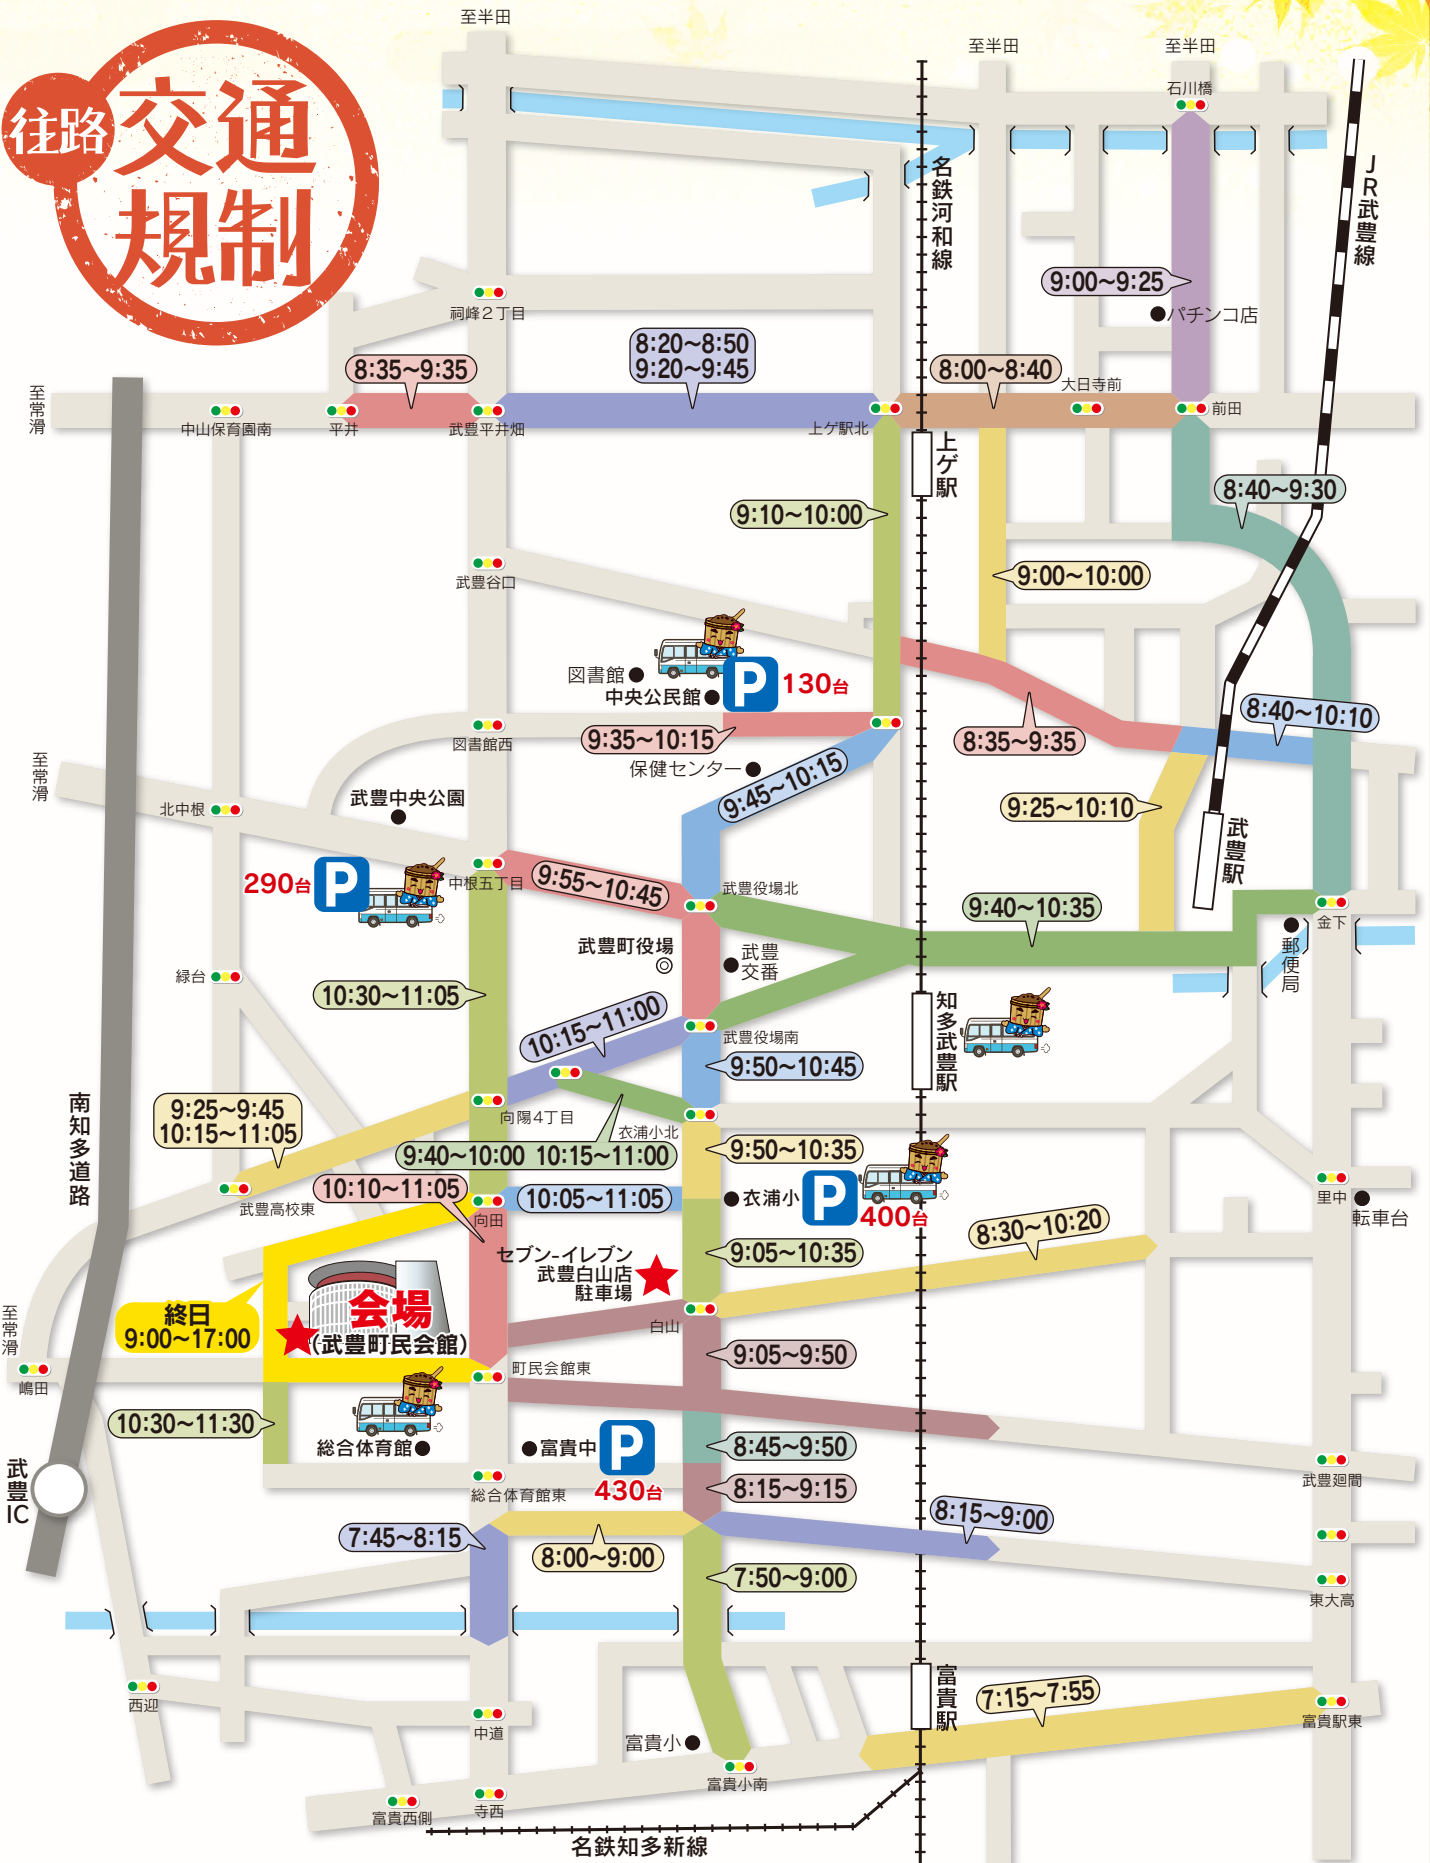 往路
交通
規制
至半田
至半田
至半田
石川橋
名鉄河和線
JR武豊線
9:00~9:25
パチンコ店
祠峰2丁目
8:20~8:50
9:20~9:45
8:35~9:35
8:00~8:40
大日寺前
至常滑
中山保育園南
平井
武豊平井畑
上ゲ駅北
前田
上ゲ駅
8:40~9:30
9:10~10:00
9:00~10:00
武豊谷口
図書館
中央公民館
P
130台
図書館西
9:35~10:15
8:35~9:35
8:40~10:10
至常滑
保健センター
9:45~10:15
北中根
武豊中央公園
9:25~10:10
武豊駅
290台
P
中根五丁目
9:55~10:45
武豊役場北
9:40~10:35
金下
郵便局
武豊町役場
武豊
交番
緑台
10:30~11:05
10:15~11:00
武豊役場南
知多武豊駅
9:50~10:45
南知多道路
9:25~9:45
10:15~11:05
向陽4丁目
衣浦小北
9:40~10:00 10:15~11:00
9:50~10:35
武豊高校東
10:10~11:05
向田
10:05~11:05
衣浦小
P
400台
里中
転車台
8:30~10:20
9:05~10:35
セブン-イレブン
武豊白山店
駐車場
白山
終日
9:00~17:00
会場
(武豊町民会館)
至常滑
嶋田
町民会館東
9:05~9:50
10:30~11:30
総合体育館
富貴中
P
430台
8:45~9:50
8:15~9:15
武豊廻間
武豊IC
総合体育館東
7:45~8:15
8:00~9:00
8:15~9:00
7:50~9:00
東大高
西迎
中道
富貴駅
7:15~7:55
富貴駅東
富貴小
富貴小南
富貴西側
寺西
名鉄知多新線